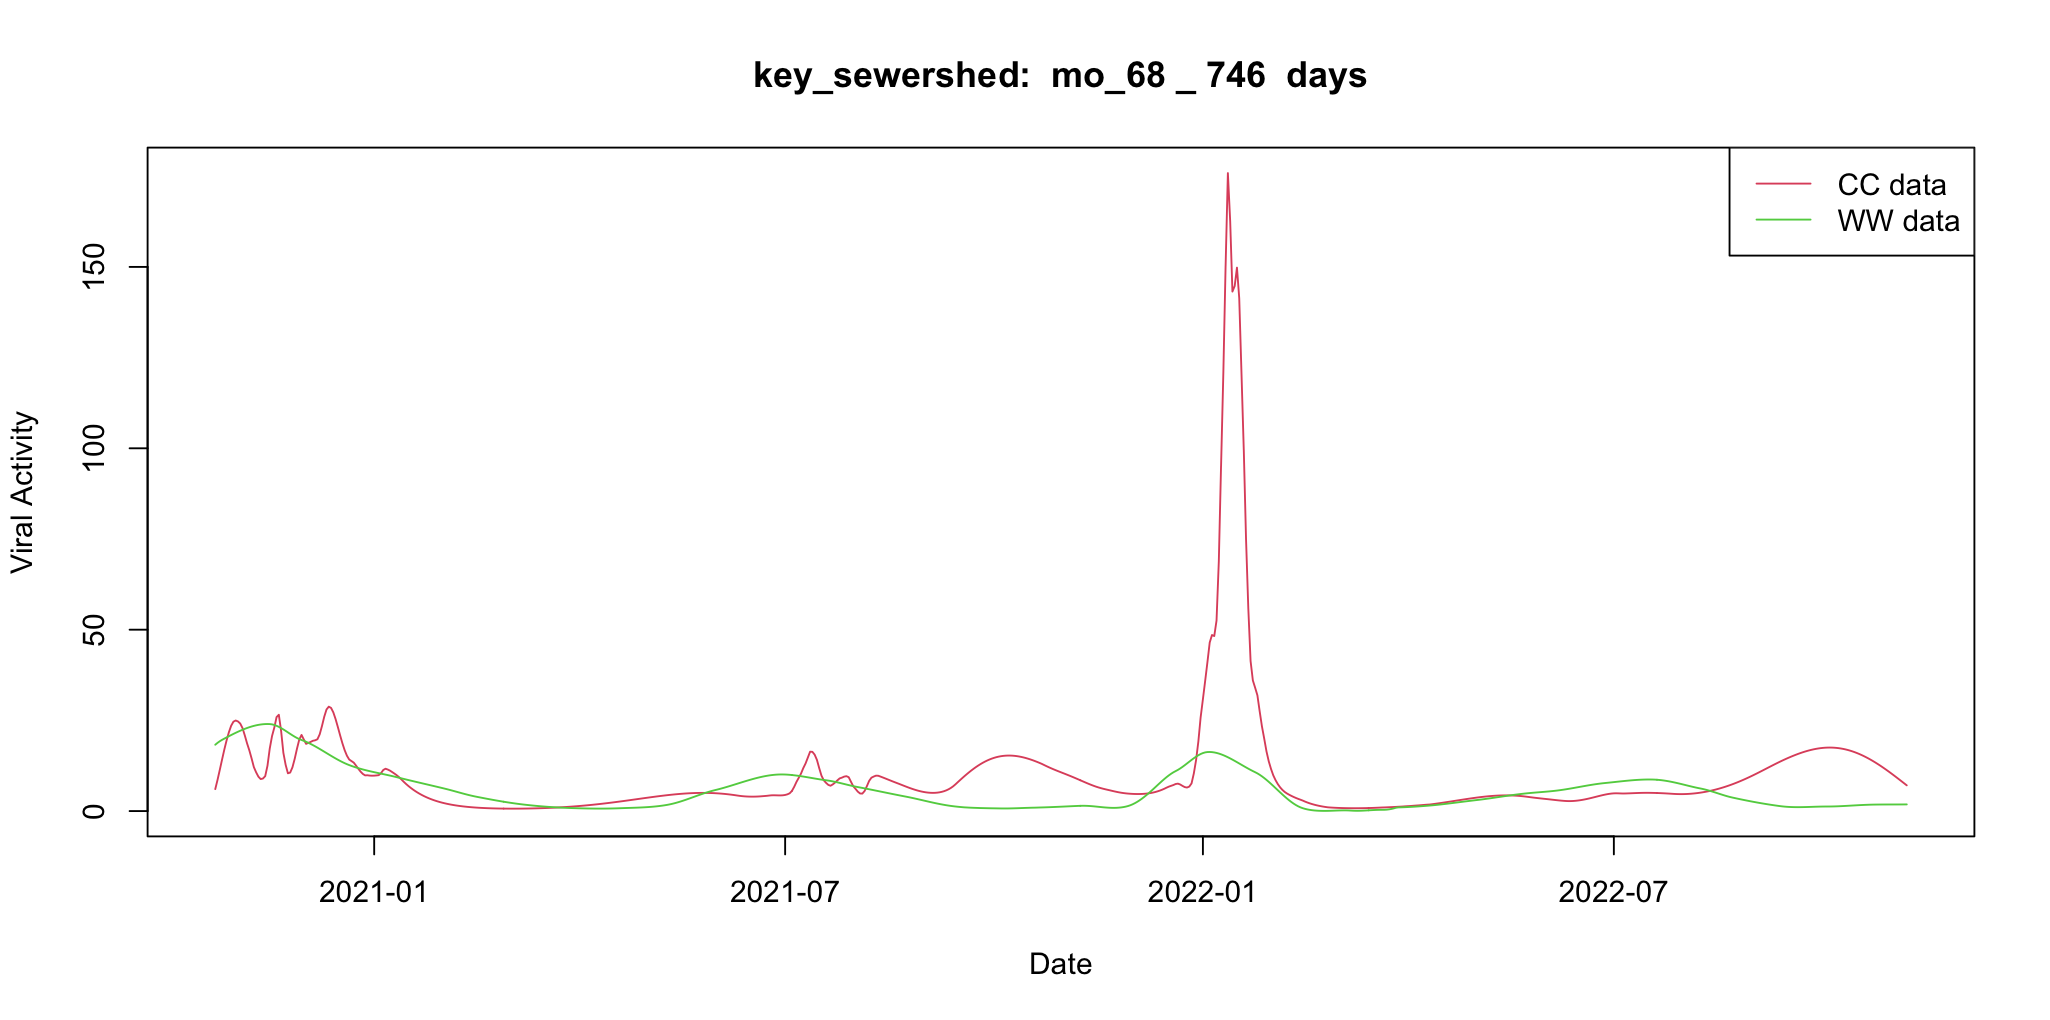 key_sewershed:  mo_68 _ 746  days
CC data
WW data
Viral Activity
150
100
50
0
2021-01
2021-07
2022-01
2022-07
Date